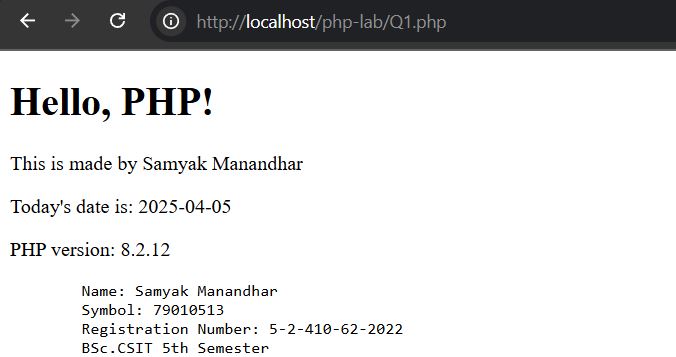 http://localhost/php-lab/Q1.php
Hello, PHP!
This is made by Samyak Manandhar
Today's date is: 2025-04-05
PHP version: 8.2.12
Name: Samyak Manandhar
Symbol: 79010513
Registration Number: 5-2-410-62-2022
BSc.CSIT 5th Semester